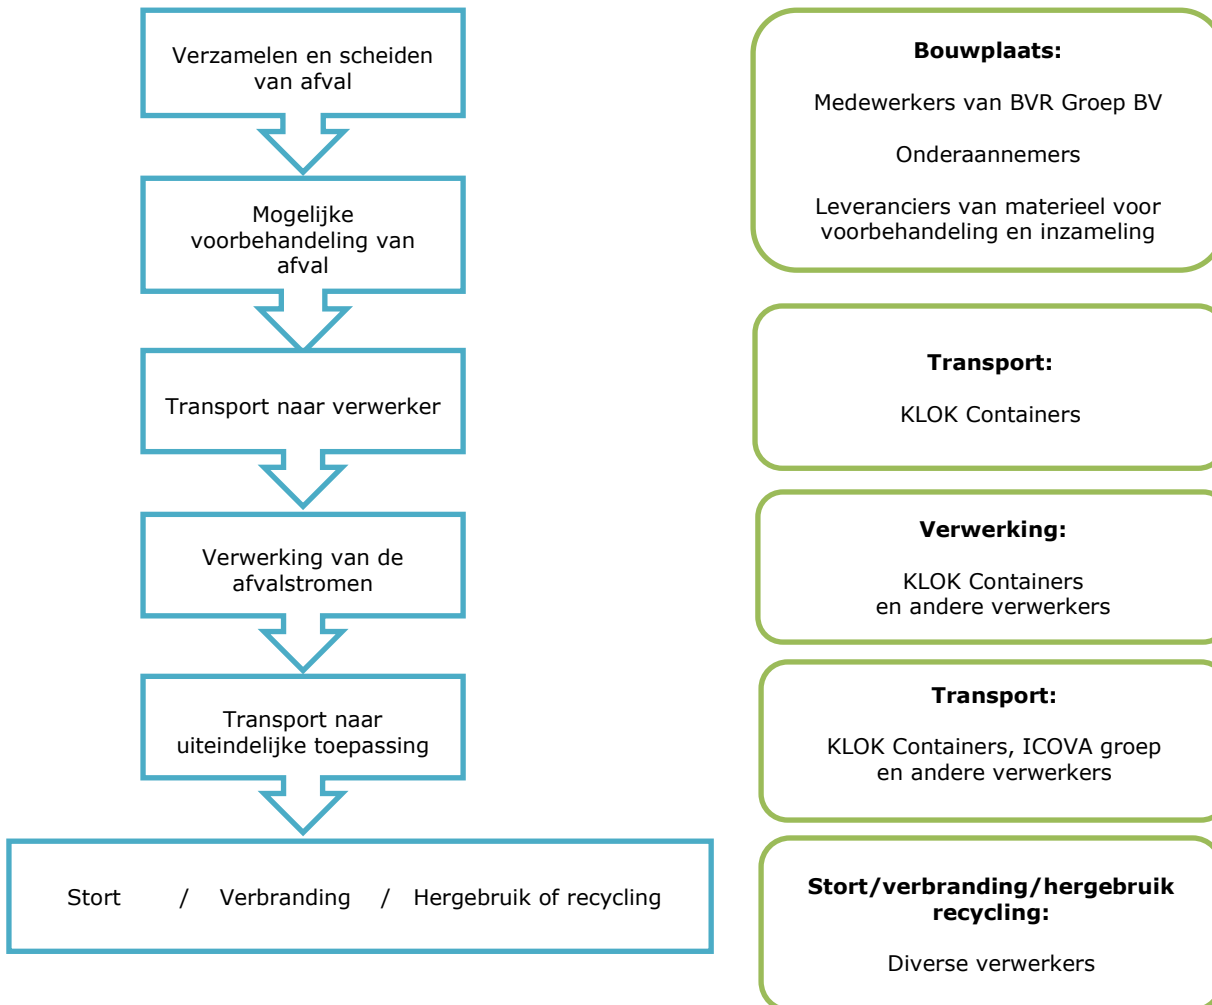 Verzamelen en scheiden
van afval
Mogelijke
voorbehandeling van
afval
Transport naar verwerker
Verwerking van de
afvalstromen
Transport naar
uiteindelijke toepassing
Stort / Verbranding / Hergebruik of recycling
Bouwplaats:
Medewerkers van BVR Groep BV
Onderaannemers
Leveranciers van materieel voor
voorbehandeling en inzameling
Transport:
KLOK Containers
Verwerking:
KLOK Containers
en andere verwerkers
Transport:
KLOK Containers, ICOVA groep
en andere verwerkers
Stort/verbranding/hergebruik
recycling:
Diverse verwerkers